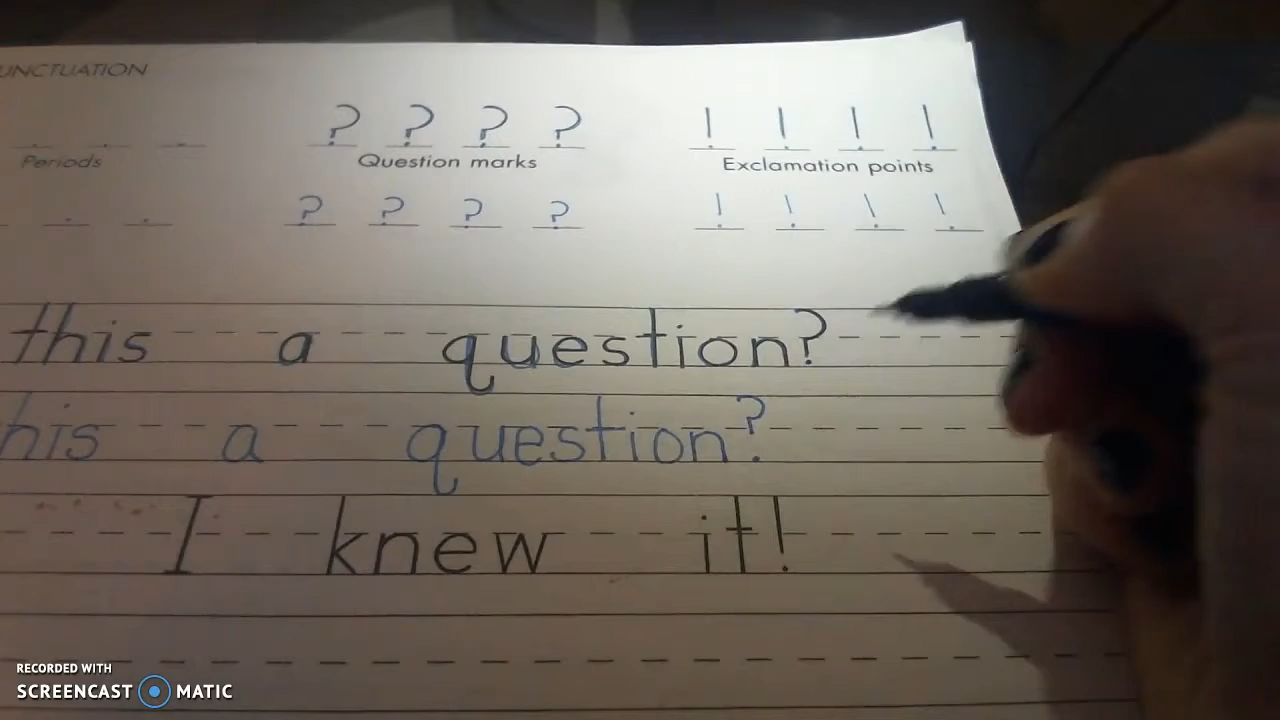 UNCTUATION
. . . ? ? ? ? ! ! ! !
Periods Question marks Exclamation points
. . ? ? ? ? ! ! ! !
this a question?
his a question?
I knew it!
RECORDED WITH
SCREENCAST MATIC